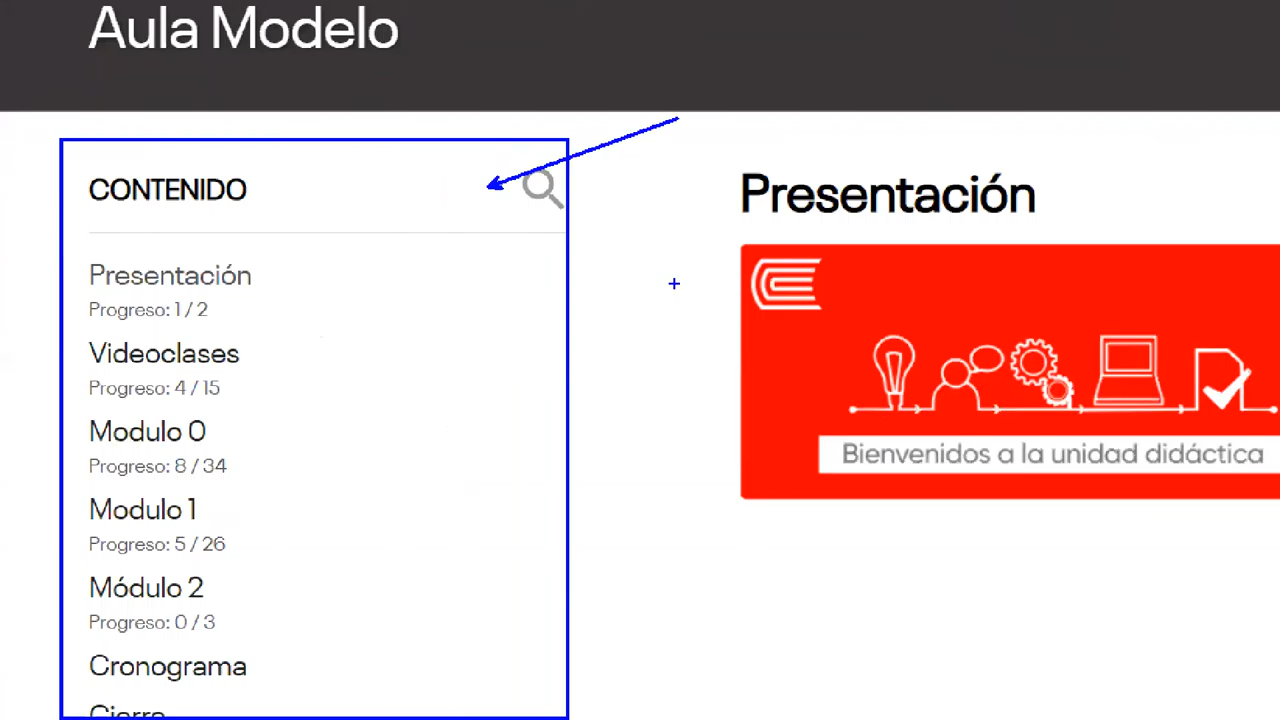 Aula Modelo
CONTENIDO
Presentación
Progreso: 1 / 2
Videoclases
Progreso: 4 / 15
Modulo 0
Progreso: 8 / 34
Modulo 1
Progreso: 5 / 26
Módulo 2
Progreso: 0 / 3
Cronograma
Cierre
Presentación
Bienvenidos a la unidad didáctica